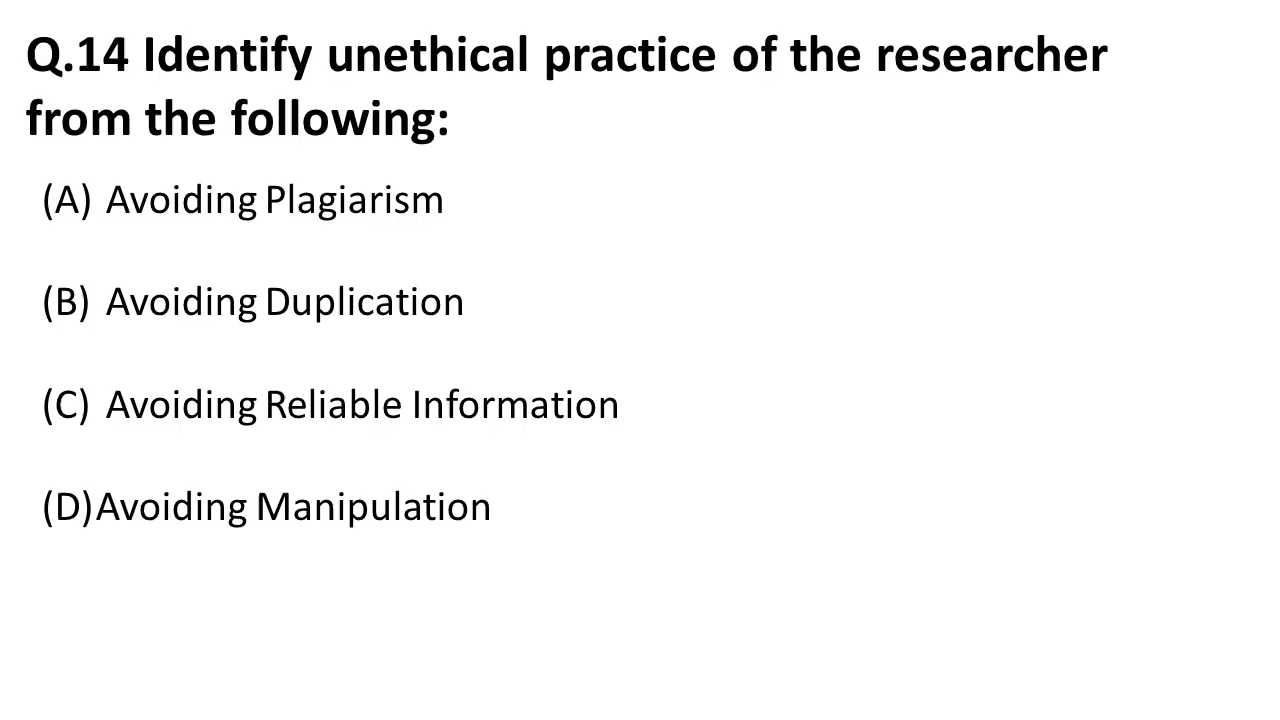 Q.14 Identify unethical practice of the researcher
from the following:
(A) Avoiding Plagiarism
(B) Avoiding Duplication
(C) Avoiding Reliable Information
(D)Avoiding Manipulation